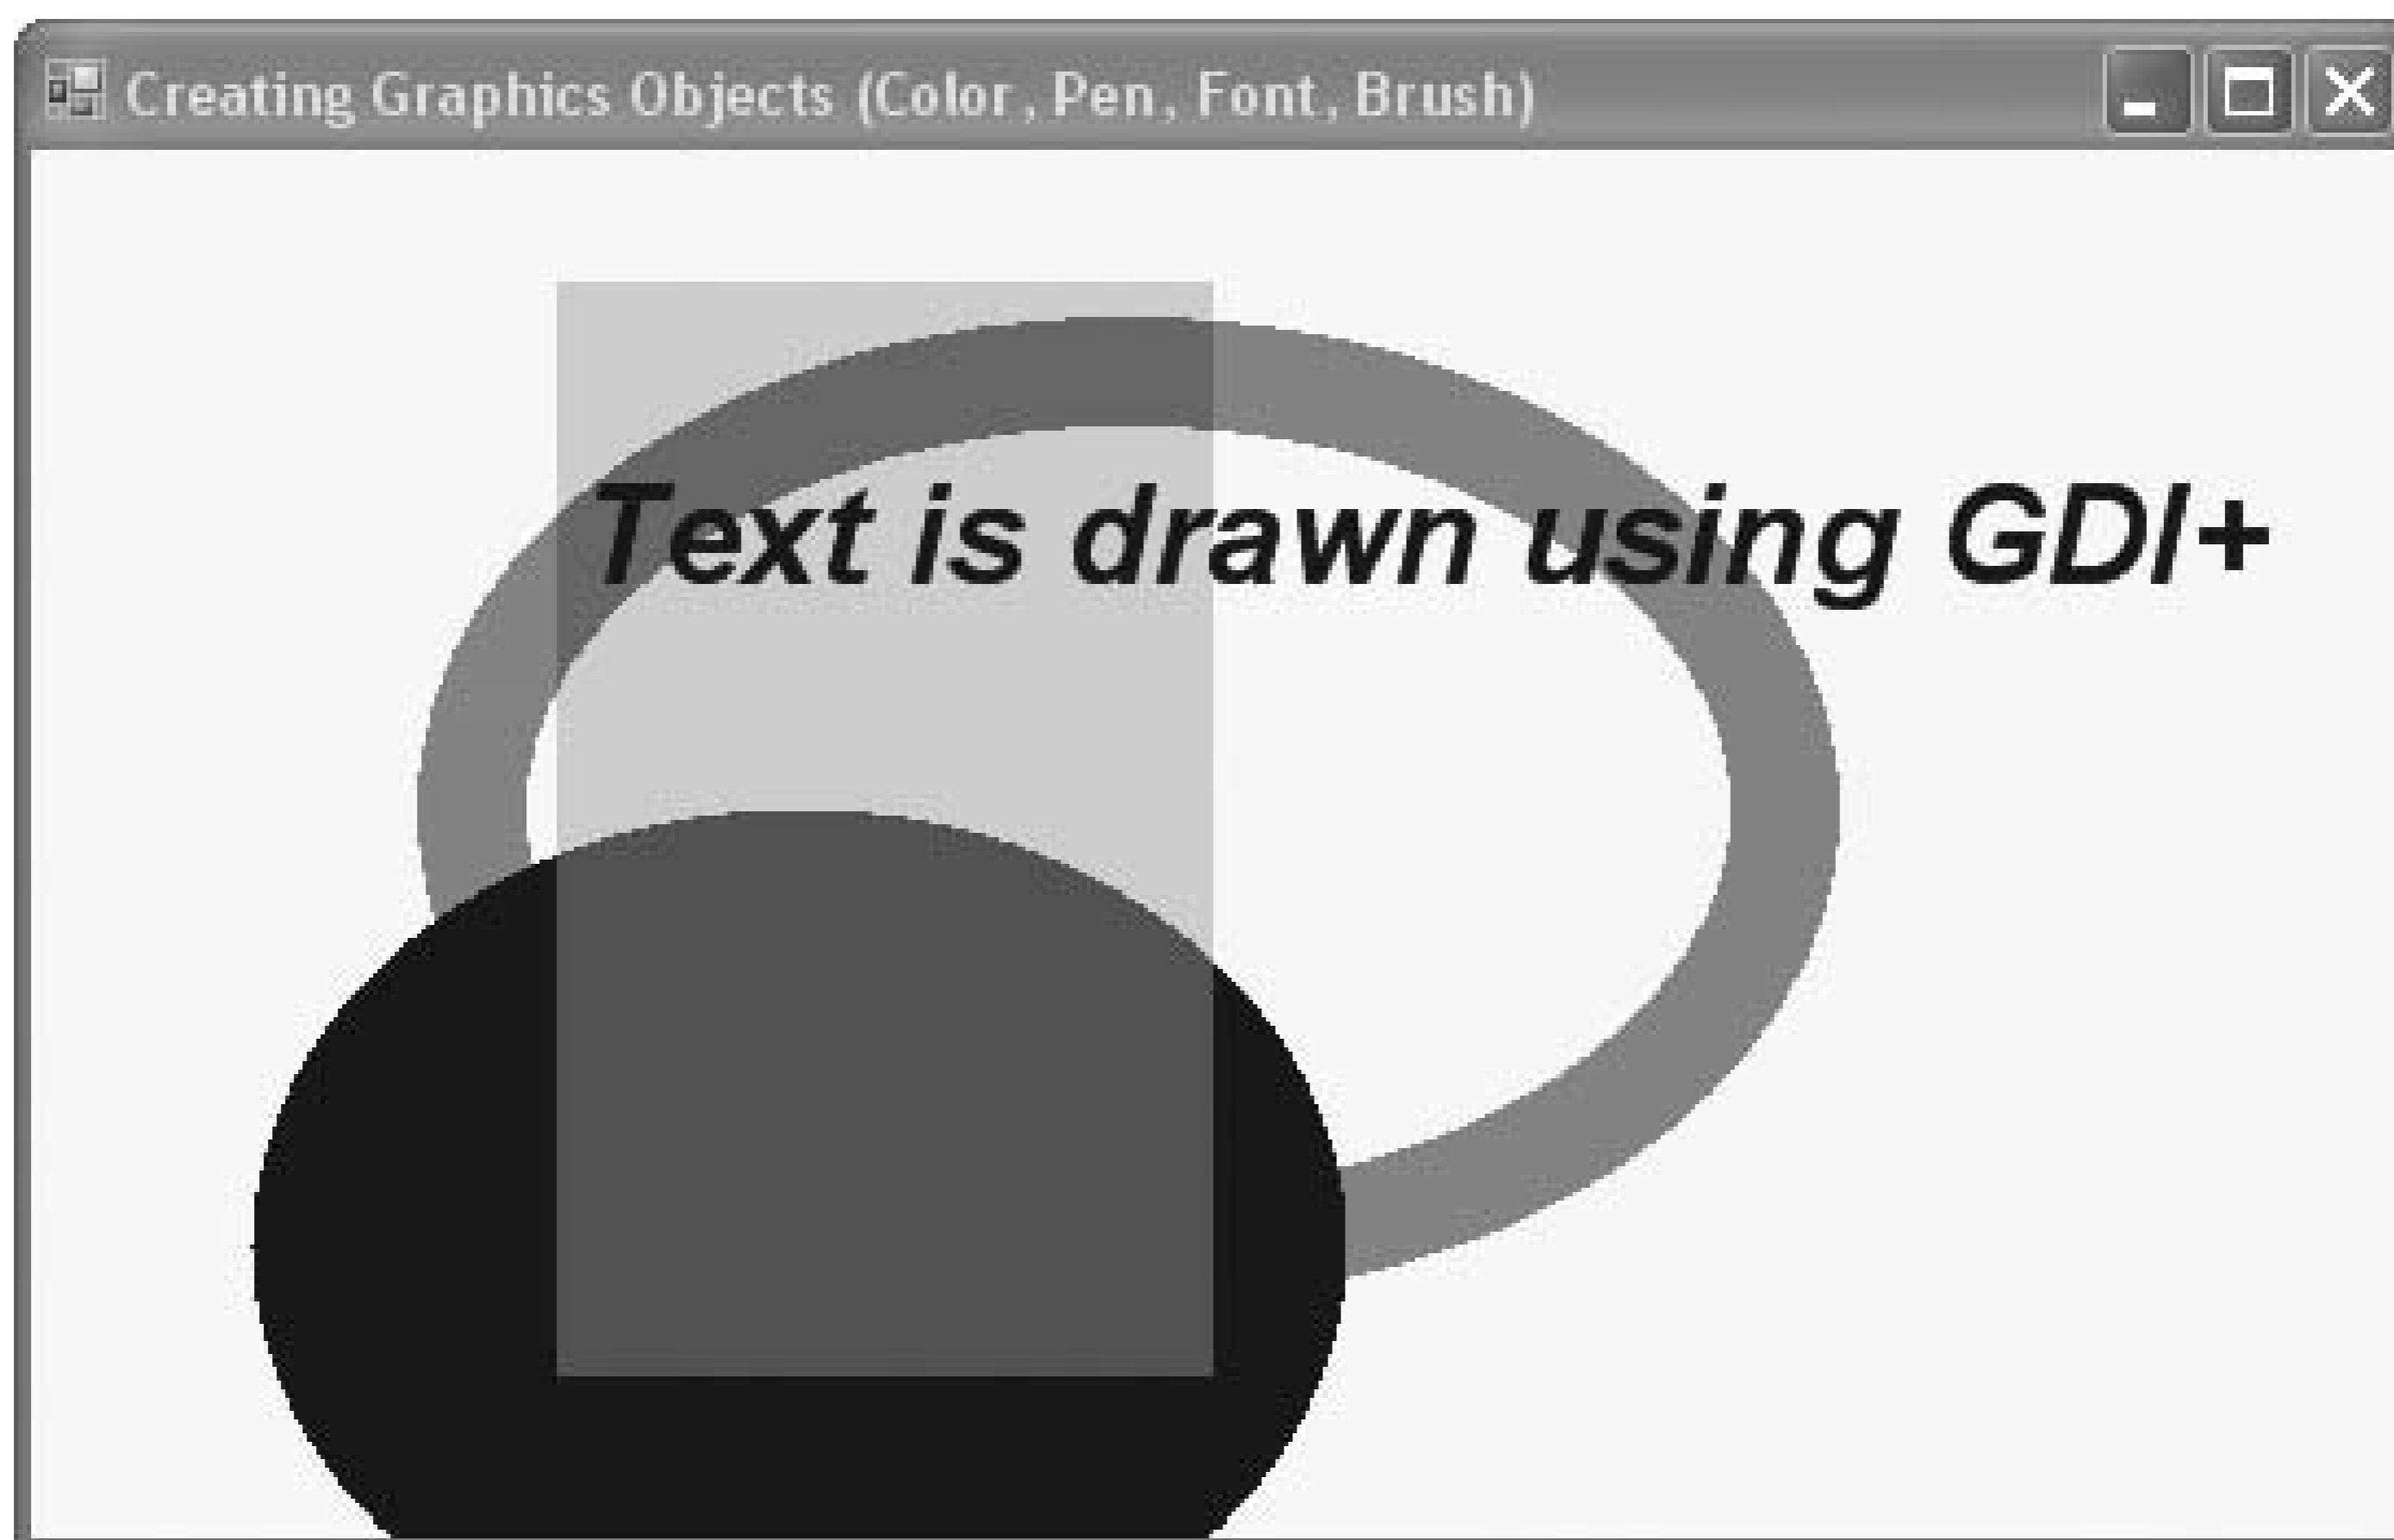 Creating Graphics Objects (Color, Pen, Font, Brush)
Text is drawn using GDI+